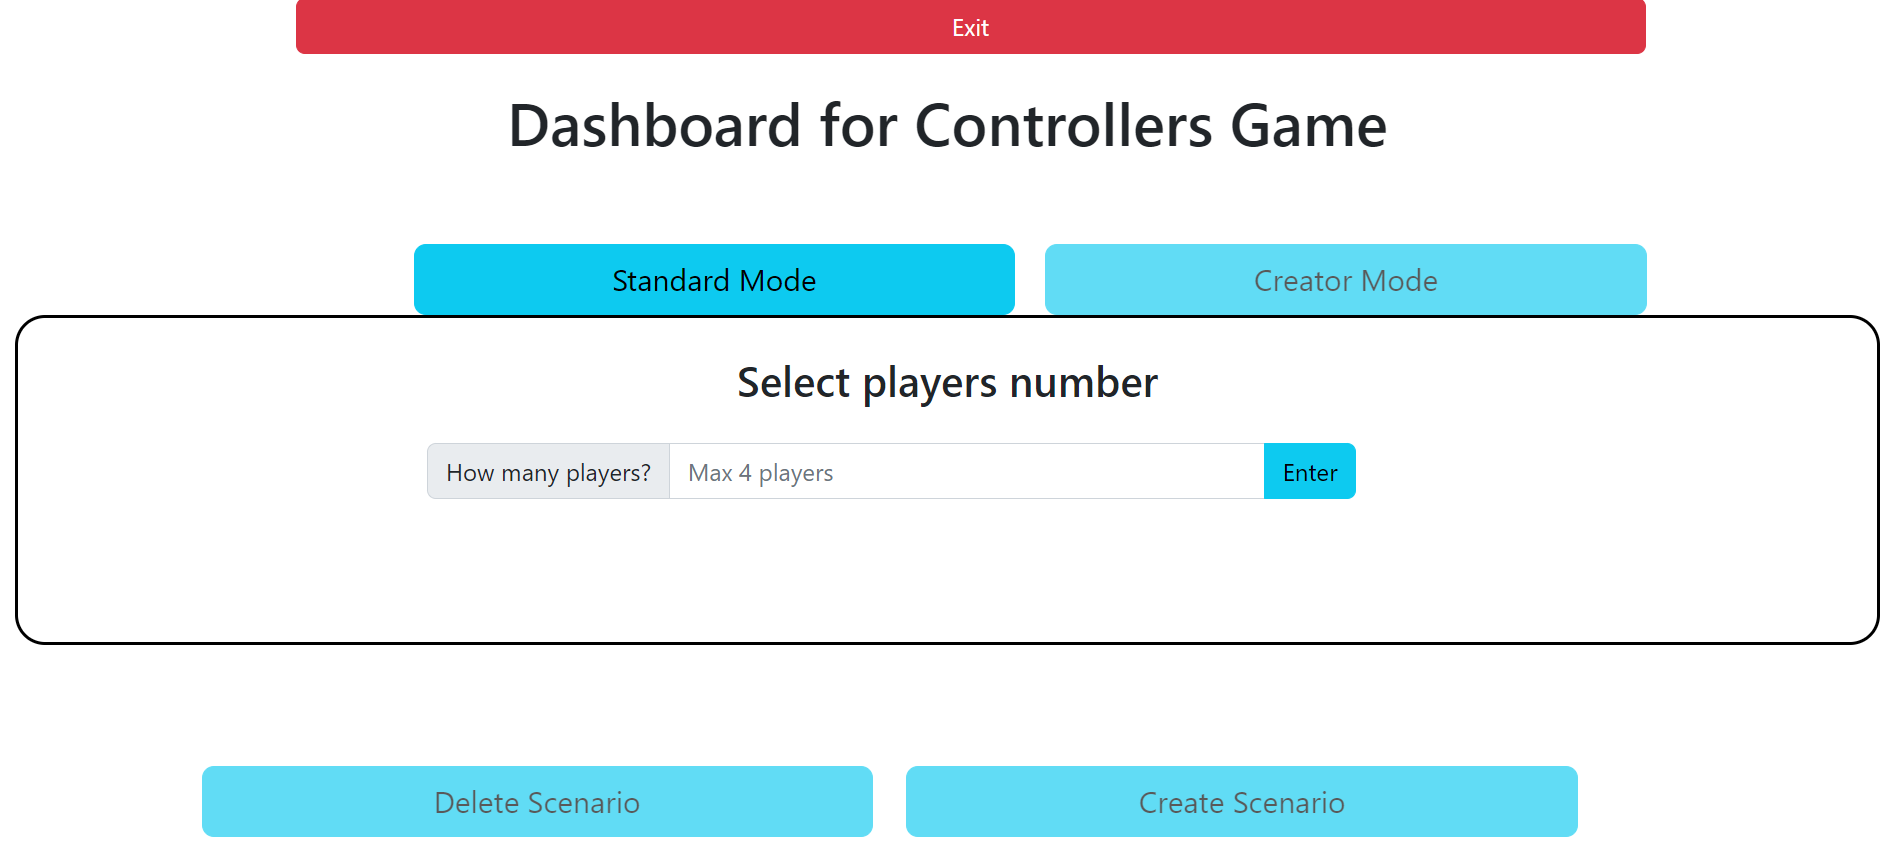 Exit
Dashboard for Controllers Game
Standard Mode
Creator Mode
Select players number
How many players?
Max 4 players
Enter
Delete Scenario
Create Scenario